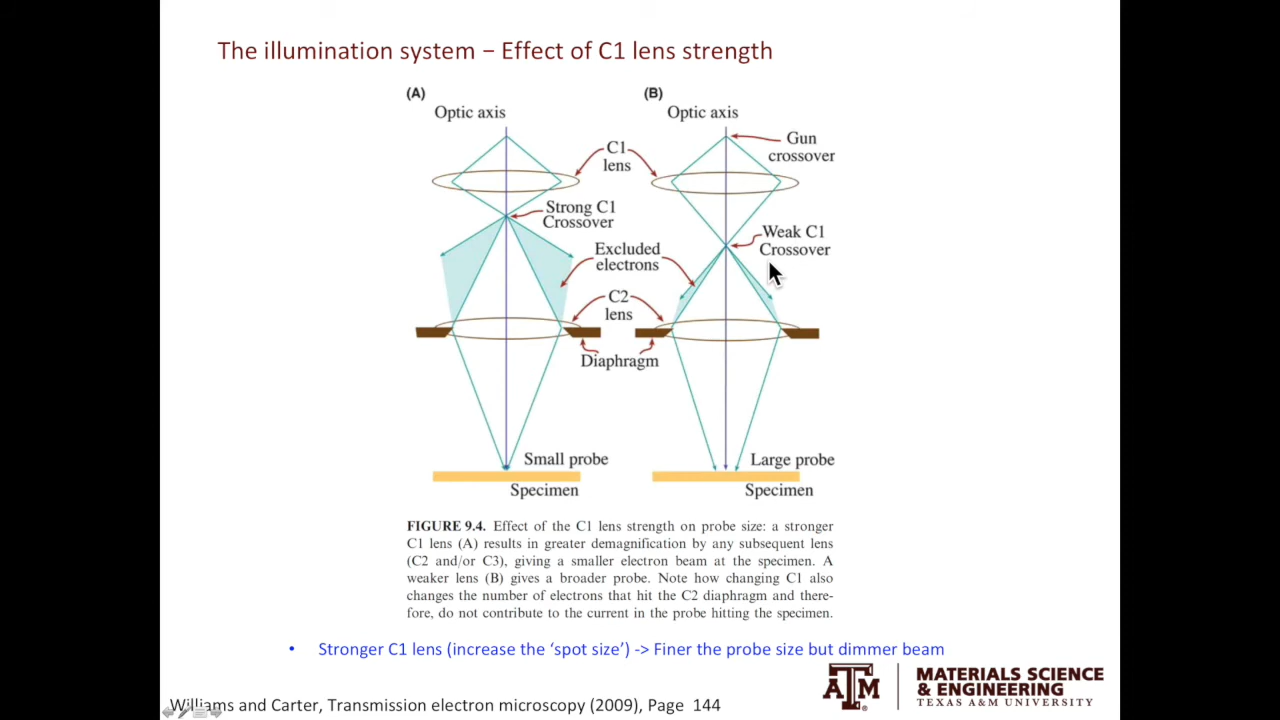 The illumination system – Effect of C1 lens strength
(A)
(B)
Optic axis
Optic axis
Gun
crossover
C1
lens
Strong C1
Crossover
Weak C1
Crossover
Excluded
electrons
C2
lens
Diaphragm
Small probe
Large probe
Specimen
Specimen
FIGURE 9.4. Effect of the C1 lens strength on probe size: a stronger
C1 lens (A) results in greater demagnification by any subsequent lens
(C2 and/or C3), giving a smaller electron beam at the specimen. A
weaker lens (B) gives a broader probe. Note how changing C1 also
changes the number of electrons that hit the C2 diaphragm and there-
fore, do not contribute to the current in the probe hitting the specimen.
• Stronger C1 lens (increase the ‘spot size’) -> Finer the probe size but dimmer beam
Williams and Carter, Transmission electron microscopy (2009), Page 144
ATM
MATERIALS SCIENCE
& ENGINEERING
TEXAS A&M UNIVERSITY